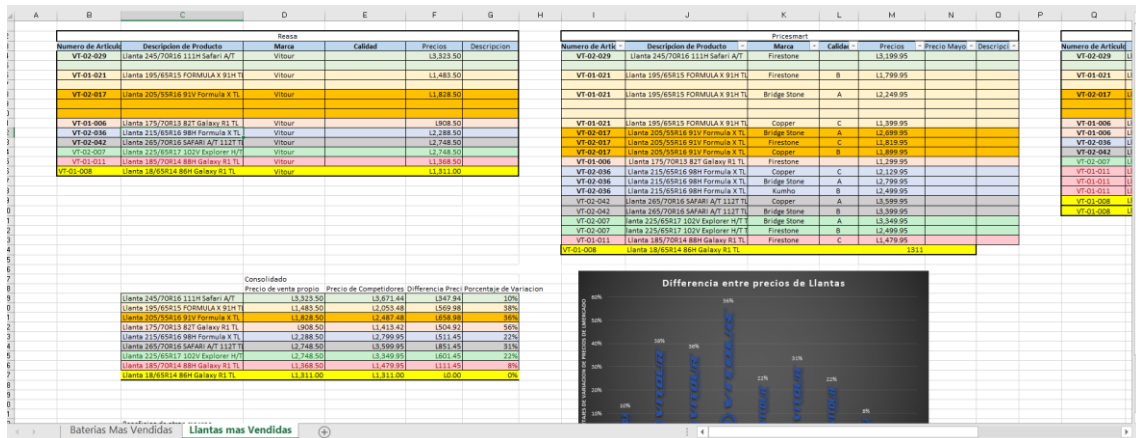 A B C D E F G H I J K L M N O P Q
Reasa
Numero de Articulo Descripcion de Producto Marca Calidad Precios Descripcion
VT-02-029 Llanta 245/70R16 111H Safari A/T Vitour L3,323.50
VT-01-021 Llanta 195/65R15 FORMULA X 91H TL Vitour L1,483.50
VT-02-017 Llanta 205/55R16 91V Formula X TL Vitour L1,828.50
VT-01-006 Llanta 175/70R13 82T Galaxy R1 TL Vitour L908.50
VT-02-036 Llanta 215/65R16 98H Formula X TL Vitour L2,288.50
VT-02-042 Llanta 265/70R16 SAFARI A/T 112T TL Vitour L2,748.50
VT-02-007 Llanta 225/65R17 102V Explorer H/T Vitour L2,748.50
VT-01-011 Llanta 185/70R14 88H Galaxy R1 TL Vitour L1,368.50
VT-01-008 Llanta 18/65R14 86H Galaxy R1 TL Vitour L1,311.00
Pricesmart
Numero de Artic Descripcion de Producto Marca Calidad Precios Precio Mayo Descripci
VT-02-029 Llanta 245/70R16 111H Safari A/T Firestone L3,199.95
VT-01-021 Llanta 195/65R15 FORMULA X 91H TL Firestone B L1,799.95
VT-01-021 Llanta 195/65R15 FORMULA X 91H TL Bridge Stone A L2,249.95
VT-01-021 Llanta 195/65R15 FORMULA X 91H TL Copper C L1,399.95
VT-02-017 Llanta 205/55R16 91V Formula X TL Bridge Stone A L2,699.95
VT-02-017 Llanta 205/55R16 91V Formula X TL Firestone C L1,819.95
VT-02-017 Llanta 205/55R16 91V Formula X TL Copper B L1,899.95
VT-01-006 Llanta 175/70R13 82T Galaxy R1 TL Firestone L1,299.95
VT-02-036 Llanta 215/65R16 98H Formula X TL Copper C L2,129.95
VT-02-036 Llanta 215/65R16 98H Formula X TL Bridge Stone A L2,799.95
VT-02-036 Llanta 215/65R16 98H Formula X TL Kumho B L2,499.95
VT-02-042 Llanta 265/70R16 SAFARI A/T 112T TL Copper A L3,599.95
VT-02-042 Llanta 265/70R16 SAFARI A/T 112T TL Bridge Stone B L3,399.95
VT-02-007 lanta 225/65R17 102V Explorer H/T T Bridge Stone A L3,349.95
VT-02-007 lanta 225/65R17 102V Explorer H/T T Firestone B L2,499.95
VT-01-011 Llanta 185/70R14 88H Galaxy R1 TL Firestone C L1,479.95
VT-01-008 Llanta 18/65R14 86H Galaxy R1 TL 1311
Numero de Articulo
VT-02-029
VT-01-021
VT-02-017
VT-01-006
VT-01-006
VT-02-036
VT-02-042
VT-02-007
VT-01-011
VT-01-011
VT-01-008
VT-01-008
Consolidado
Precio de venta propio Precio de Competidores Differencia Preci Porcentaje de Variacion
Llanta 245/70R16 111H Safari A/T L3,323.50 L3,671.44 L347.94 10%
Llanta 195/65R15 FORMULA X 91H TL L1,483.50 L2,053.48 L569.98 38%
Llanta 205/55R16 91V Formula X TL L1,828.50 L2,487.48 L658.98 36%
Llanta 175/70R13 82T Galaxy R1 TL L908.50 L1,413.42 L504.92 56%
Llanta 215/65R16 98H Formula X TL L2,288.50 L2,799.95 L511.45 22%
Llanta 265/70R16 SAFARI A/T 112T TL L2,748.50 L3,599.95 L851.45 31%
Llanta 225/65R17 102V Explorer H/T L2,748.50 L3,349.95 L601.45 22%
Llanta 185/70R14 88H Galaxy R1 TL L1,368.50 L1,479.95 L111.45 8%
Llanta 18/65R14 86H Galaxy R1 TL L1,311.00 L1,311.00 L0.00 0%
Differencia entre precios de Llantas
60%
50%
40%
30%
20%
10%
10%
38%
36%
56%
22%
31%
22%
8%
Baterias Mas Vendidas Llantas mas Vendidas